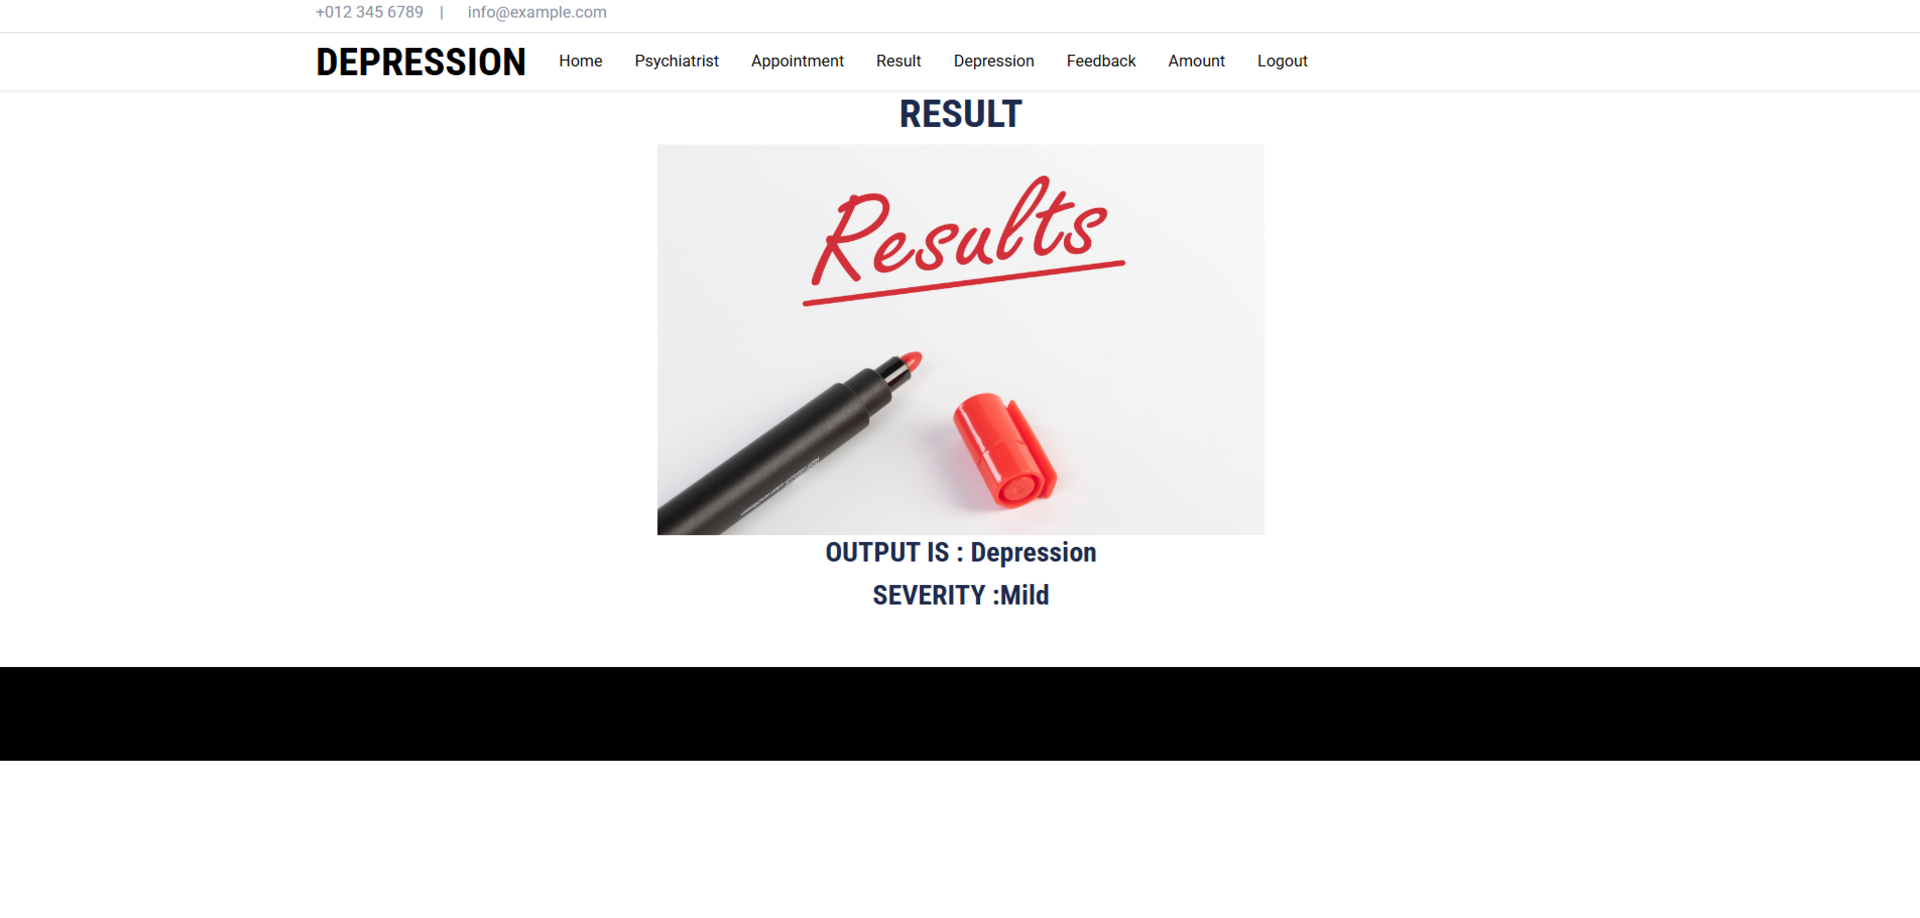 +012 345 6789 | info@example.com
DEPRESSION Home Psychiatrist Appointment Result Depression Feedback Amount Logout
RESULT
Results
OUTPUT IS : Depression
SEVERITY :Mild